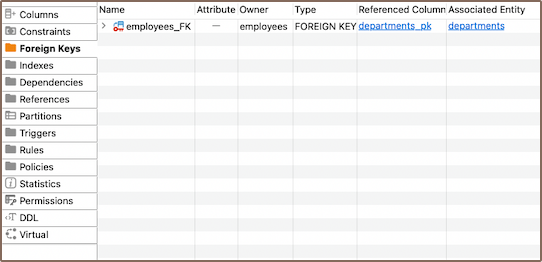 Columns
Constraints
Foreign Keys
Indexes
Dependencies
References
Partitions
Triggers
Rules
Policies
Statistics
Permissions
DDL
Virtual
Name Attribute Owner Type Referenced Column Associated Entity
employees_FK — employees FOREIGN KEY departments_pk departments